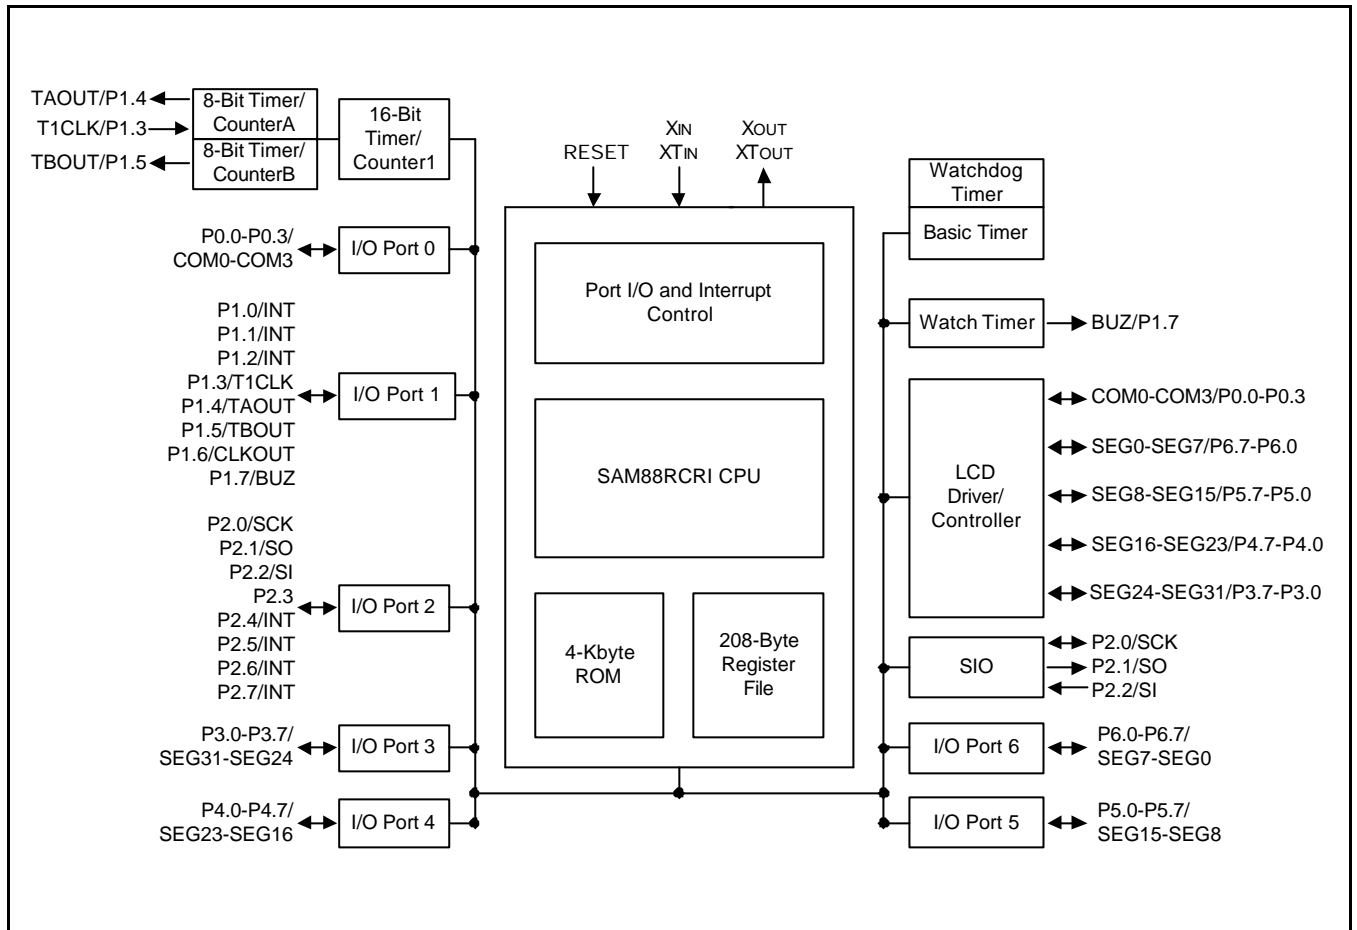 TAOUT/P1.4
T1CLK/P1.3
TBOUT/P1.5
8-Bit Timer/
CounterA
8-Bit Timer/
CounterB
16-Bit
Timer/
Counter1
P0.0-P0.3/
COM0-COM3
I/O Port 0
P1.0/INT
P1.1/INT
P1.2/INT
P1.3/T1CLK
P1.4/TAOUT
P1.5/TBOUT
P1.6/CLKOUT
P1.7/BUZ
I/O Port 1
P2.0/SCK
P2.1/SO
P2.2/SI
P2.3
P2.4/INT
P2.5/INT
P2.6/INT
P2.7/INT
I/O Port 2
P3.0-P3.7/
SEG31-SEG24
I/O Port 3
P4.0-P4.7/
SEG23-SEG16
I/O Port 4
RESET
XIN
XTIN
XOUT
XTOUT
Port I/O and Interrupt
Control
SAM88RCRI CPU
4-Kbyte
ROM
208-Byte
Register
File
Watchdog
Timer
Basic Timer
Watch Timer
BUZ/P1.7
LCD
Driver/
Controller
COM0-COM3/P0.0-P0.3
SEG0-SEG7/P6.7-P6.0
SEG8-SEG15/P5.7-P5.0
SEG16-SEG23/P4.7-P4.0
SEG24-SEG31/P3.7-P3.0
SIO
P2.0/SCK
P2.1/SO
P2.2/SI
I/O Port 6
P6.0-P6.7/
SEG7-SEG0
I/O Port 5
P5.0-P5.7/
SEG15-SEG8